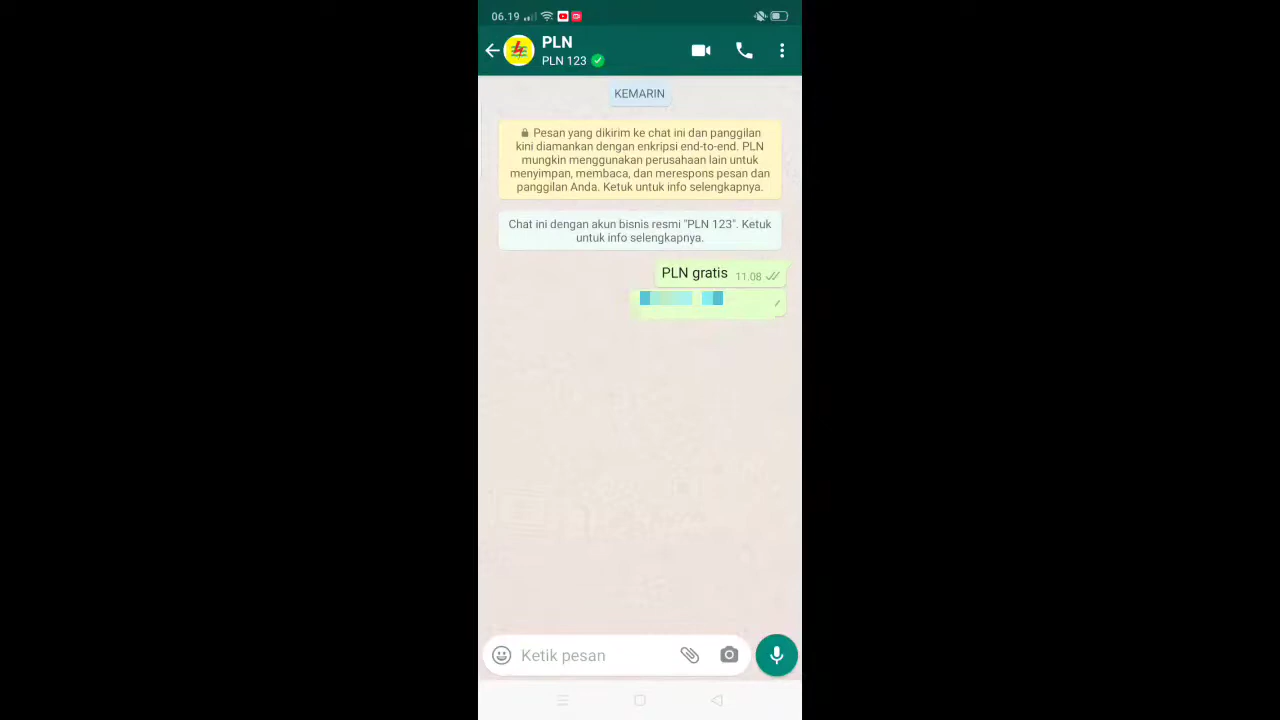 06.19
PLN
PLN 123
KEMARIN
Pesan yang dikirim ke chat ini dan panggilan
kini diamankan dengan enkripsi end-to-end. PLN
mungkin menggunakan perusahaan lain untuk
menyimpan, membaca, dan merespons pesan dan
panggilan Anda. Ketuk untuk info selengkapnya.
Chat ini dengan akun bisnis resmi "PLN 123". Ketuk
untuk info selengkapnya.
PLN gratis 11.08
Ketik pesan